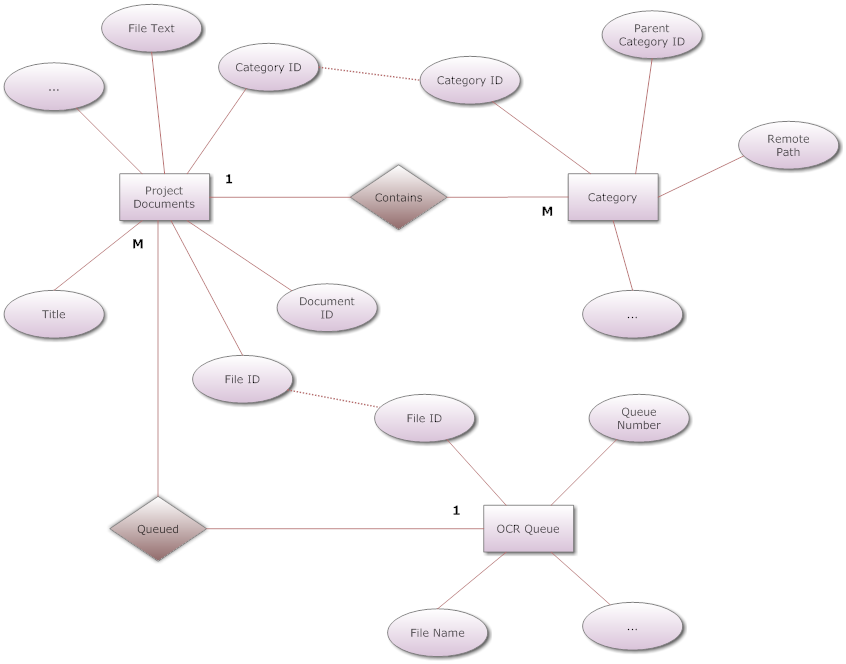 File Text
Parent
Category ID
Category ID
Category ID
...
Remote
Path
1
Project
Documents
Contains
Category
M
M
Title
Document
ID
...
File ID
File ID
Queue
Number
1
Queued
OCR Queue
File Name
...